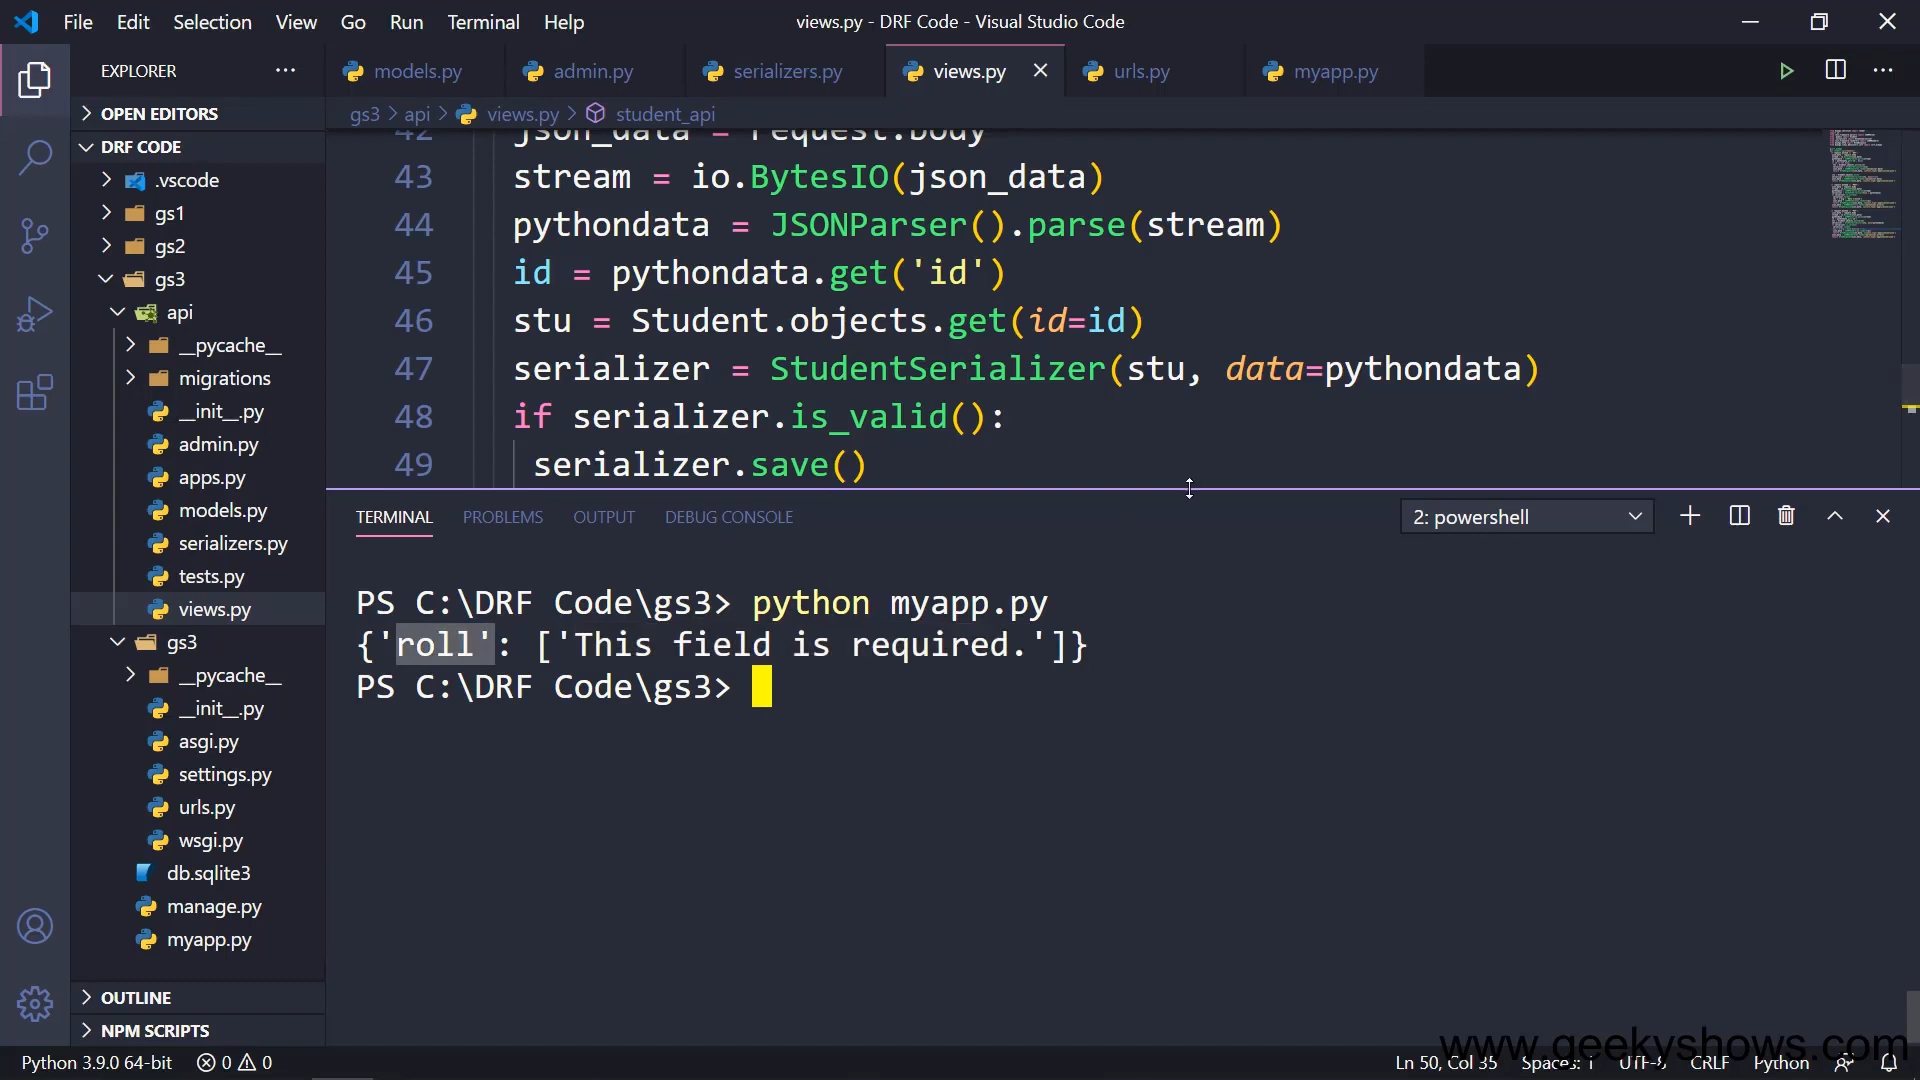 File Edit Selection View Go Run Terminal Help
views.py - DRF Code - Visual Studio Code
EXPLORER
models.py
admin.py
serializers.py
views.py
urls.py
myapp.py
OPEN EDITORS
gs3 > api > views.py > student_api
DRF CODE
.vscode
gs1
gs2
gs3
api
__pycache__
migrations
__init__.py
admin.py
apps.py
models.py
serializers.py
tests.py
views.py
gs3
__pycache__
__init__.py
asgi.py
settings.py
urls.py
wsgi.py
db.sqlite3
manage.py
myapp.py
OUTLINE
NPM SCRIPTS
42 json_data = request.body
43 stream = io.BytesIO(json_data)
44 pythondata = JSONParser().parse(stream)
45 id = pythondata.get('id')
46 stu = Student.objects.get(id=id)
47 serializer = StudentSerializer(stu, data=pythondata)
48 if serializer.is_valid():
49 serializer.save()
TERMINAL PROBLEMS OUTPUT DEBUG CONSOLE
2: powershell
PS C:\DRF Code\gs3> python myapp.py
{'roll': ['This field is required.']}
PS C:\DRF Code\gs3>
www.geekyshows.com
Python 3.9.0 64-bit 0 0
Ln 50, Col 35 Spaces: 1 UTF-8 CRLF Python